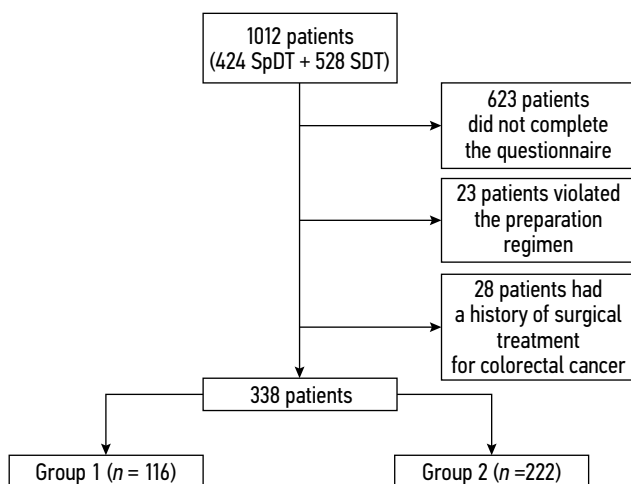 1012 patients
(424 SpDT + 528 SDT)
623 patients
did not complete
the questionnaire
23 patients violated
the preparation
regimen
28 patients had
a history of surgical
treatment
for colorectal cancer
338 patients
Group 1 (n = 116)
Group 2 (n =222)